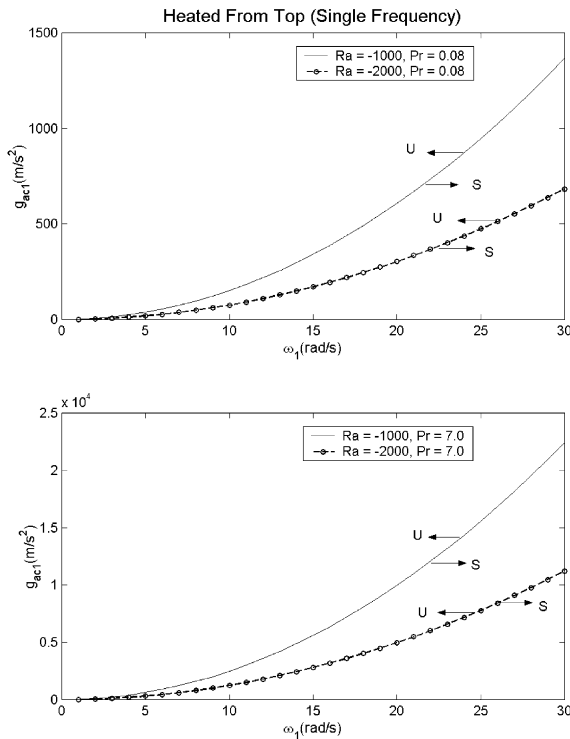 Heated From Top (Single Frequency)
1500
1000
500
0
g_ac1(m/s²)
Ra = -1000, Pr = 0.08
Ra = -2000, Pr = 0.08
U
S
U
S
0 5 10 15 20 25 30
ω₁(rad/s)
x 10⁴
2.5
2
1.5
1
0.5
0
g_ac1(m/s²)
Ra = -1000, Pr = 7.0
Ra = -2000, Pr = 7.0
U
S
U S
0 5 10 15 20 25 30
ω₁(rad/s)